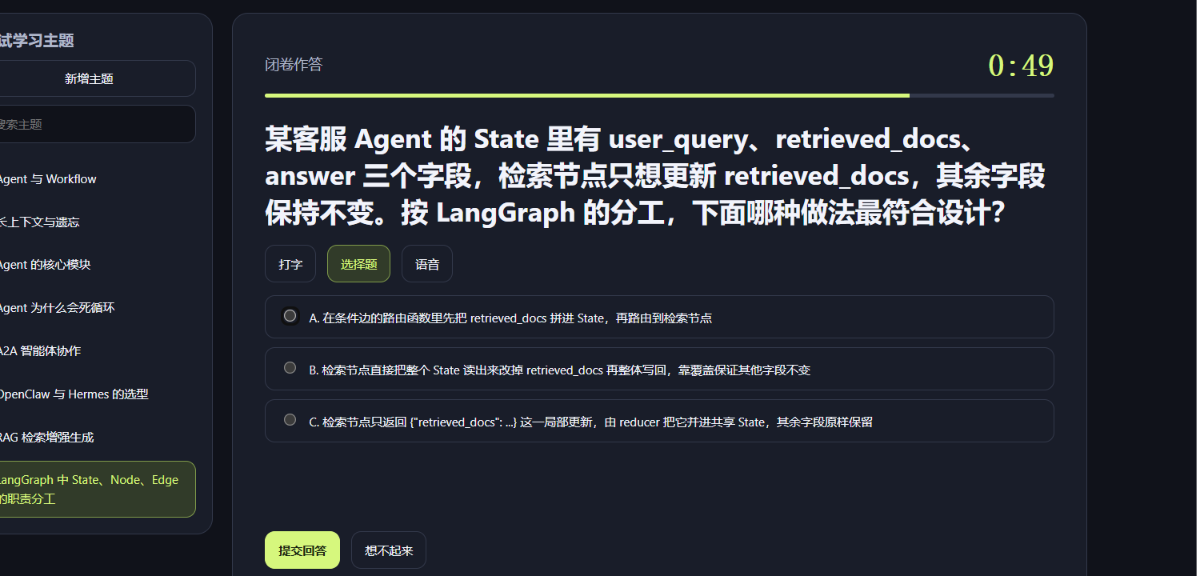 试学习主题
新增主题
搜索主题
Agent 与 Workflow
长上下文与遗忘
Agent 的核心模块
Agent 为什么会死循环
A2A 智能体协作
OpenClaw 与 Hermes 的选型
RAG 检索增强生成
LangGraph 中 State、Node、Edge
的职责分工
闭卷作答
0:49
某客服 Agent 的 State 里有 user_query、retrieved_docs、
answer 三个字段，检索节点只想更新 retrieved_docs，其余字段
保持不变。按 LangGraph 的分工，下面哪种做法最符合设计？
打字
选择题
语音
A. 在条件边的路由函数里先把 retrieved_docs 拼进 State，再路由到检索节点
B. 检索节点直接把整个 State 读出来改掉 retrieved_docs 再整体写回，靠覆盖保证其他字段不变
C. 检索节点只返回 {"retrieved_docs": ...} 这一局部更新，由 reducer 把它并进共享 State，其余字段原样保留
提交回答
想不起来